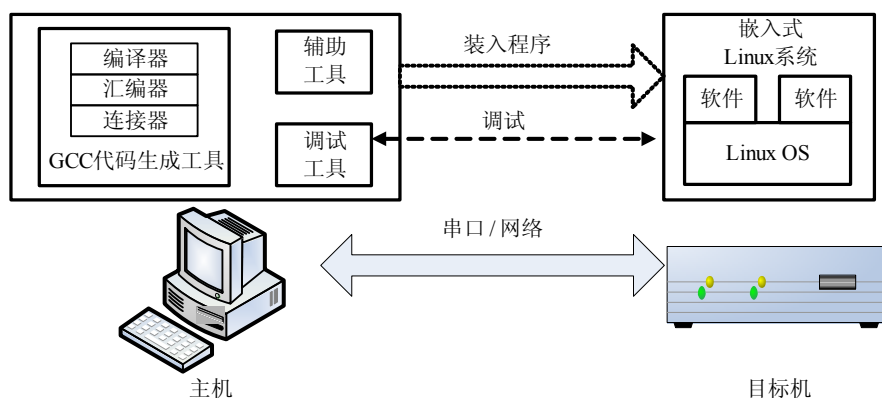 编译器
汇编器
连接器
GCC代码生成工具
辅助
工具
调试
工具
装入程序
调试
嵌入式
Linux系统
软件
软件
Linux OS
串口 / 网络
主机
目标机